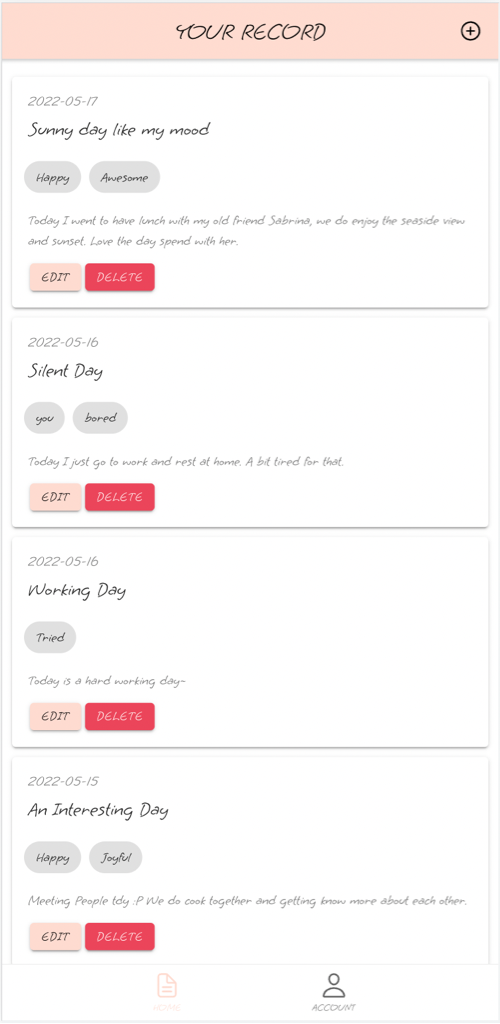 YOUR RECORD
2022-05-17
Sunny day like my mood
Happy Awesome
Today I went to have lunch with my old friend Sabrina, we do enjoy the seaside view
and sunset. Love the day spend with her.
EDIT DELETE
2022-05-16
Silent Day
you bored
Today I just go to work and rest at home. A bit tired for that.
EDIT DELETE
2022-05-16
Working Day
Tried
Today is a hard working day~
EDIT DELETE
2022-05-15
An Interesting Day
Happy Joyful
Meeting People tdy :P We do cook together and getting know more about each other.
EDIT DELETE
HOME ACCOUNT